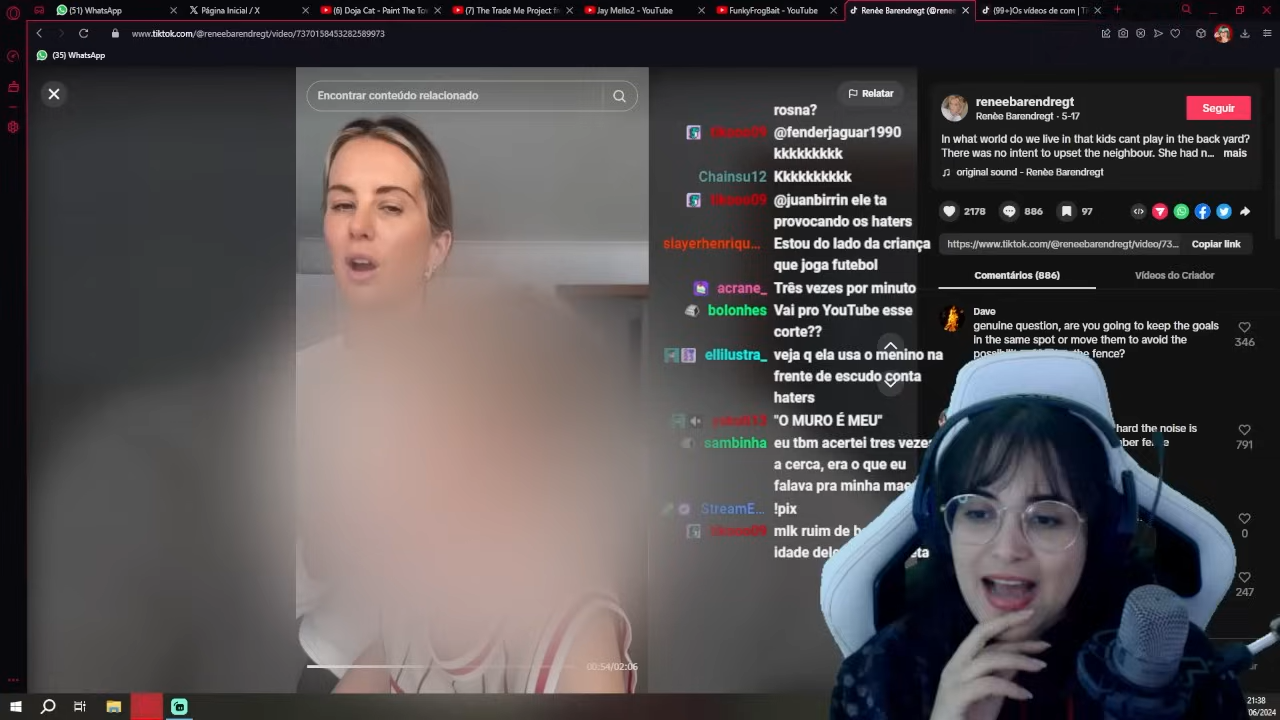 (51) WhatsApp
Página Inicial / X
(6) Doja Cat - Paint The To
(7) The Trade Me Project f
Jay Mello2 - YouTube
FunkyFrogBait - YouTube
Renèe Barendregt (@renee
(99+)Os vídeos de com | Ti
www.tiktok.com/@reneebarendregt/video/7370158453282589973
(35) WhatsApp
Encontrar conteúdo relacionado
Relatar
rosna?
@fenderjaguar1990
kkkkkkkkk
Chainsu12 Kkkkkkkkkk
@juanbirrin ele ta
provocando os haters
slayerhenriqu... Estou do lado da criança
que joga futebol
acrane_ Três vezes por minuto
bolonhes Vai pro YouTube esse
corte??
ellilustra_ veja q ela usa o menino na
frente de escudo conta
haters
"O MURO É MEU"
sambinha eu tbm acertei tres vezes
a cerca, era o que eu
falava pra minha mae
StreamE... !pix
mlk ruim de
idade
00:54/02:06
reneebarendregt
Renèe Barendregt · 5-17
Seguir
In what world do we live in that kids cant play in the back yard?
There was no intent to upset the neighbour. She had n... mais
original sound - Renèe Barendregt
2178 886 97
https://www.tiktok.com/@reneebarendregt/video/73... Copiar link
Comentários (886) Vídeos do Criador
Dave
genuine question, are you going to keep the goals
in the same spot or move them to avoid the
the fence?
346
hard the noise is
791
0
247
21:38
/06/2024